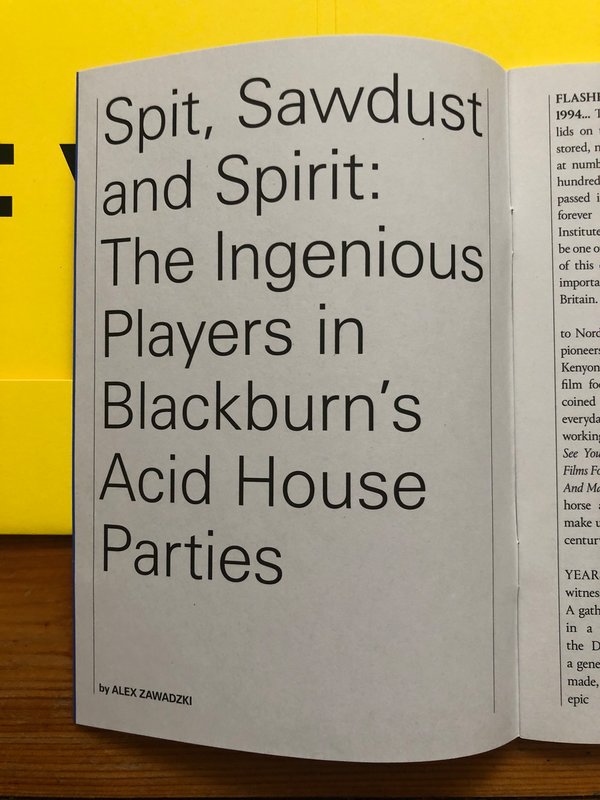 Spit, Sawdust
and Spirit:
The Ingenious
Players in
Blackburn's
Acid House
Parties
by ALEX ZAWADZKI
1994...
lids on
stored,
at numb
hundred
passed
forever
Institute
be one o
of this
importa
Britain.
to Nord
pioneers
Kenyon
film fo
coined
everyda
working
See You
Films Fo
And Ma
horse
make u
century
YEAR
witnes
A gath
in a
the D
a gene
made,
epic